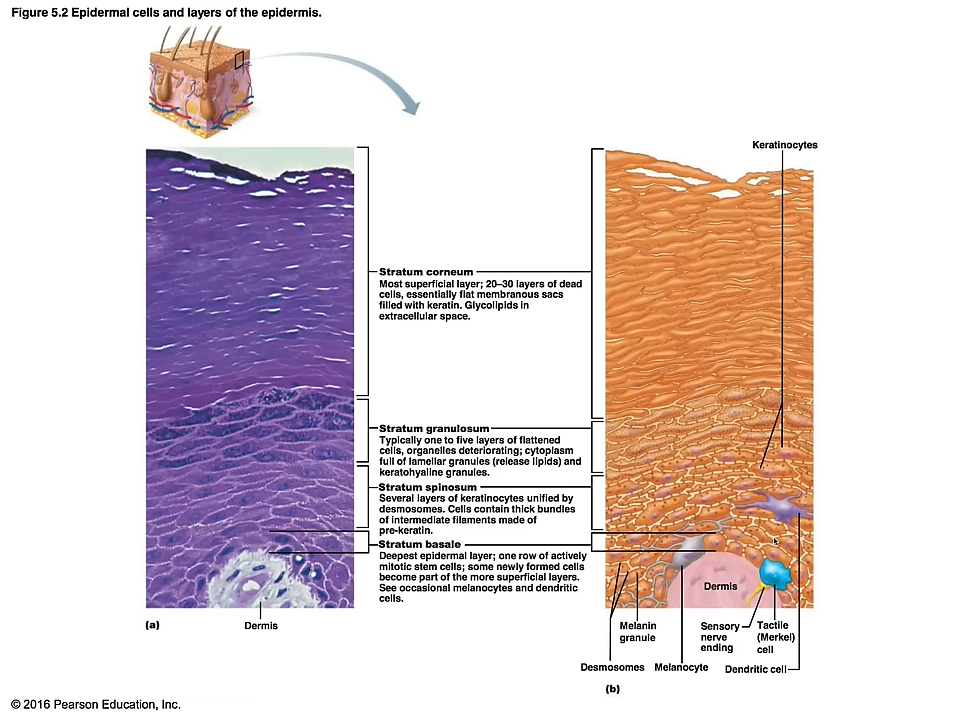 Figure 5.2 Epidermal cells and layers of the epidermis.
Keratinocytes
Stratum corneum
Most superficial layer; 20–30 layers of dead
cells, essentially flat membranous sacs
filled with keratin. Glycolipids in
extracellular space.
Stratum granulosum
Typically one to five layers of flattened
cells, organelles deteriorating; cytoplasm
full of lamellar granules (release lipids) and
keratohyaline granules.
Stratum spinosum
Several layers of keratinocytes unified by
desmosomes. Cells contain thick bundles
of intermediate filaments made of
pre-keratin.
Stratum basale
Deepest epidermal layer; one row of actively
mitotic stem cells; some newly formed cells
become part of the more superficial layers.
See occasional melanocytes and dendritic
cells.
Dermis
(a)
Dermis
Melanin
granule
Sensory
nerve
ending
Tactile
(Merkel)
cell
Desmosomes
Melanocyte
Dendritic cell
(b)
© 2016 Pearson Education, Inc.